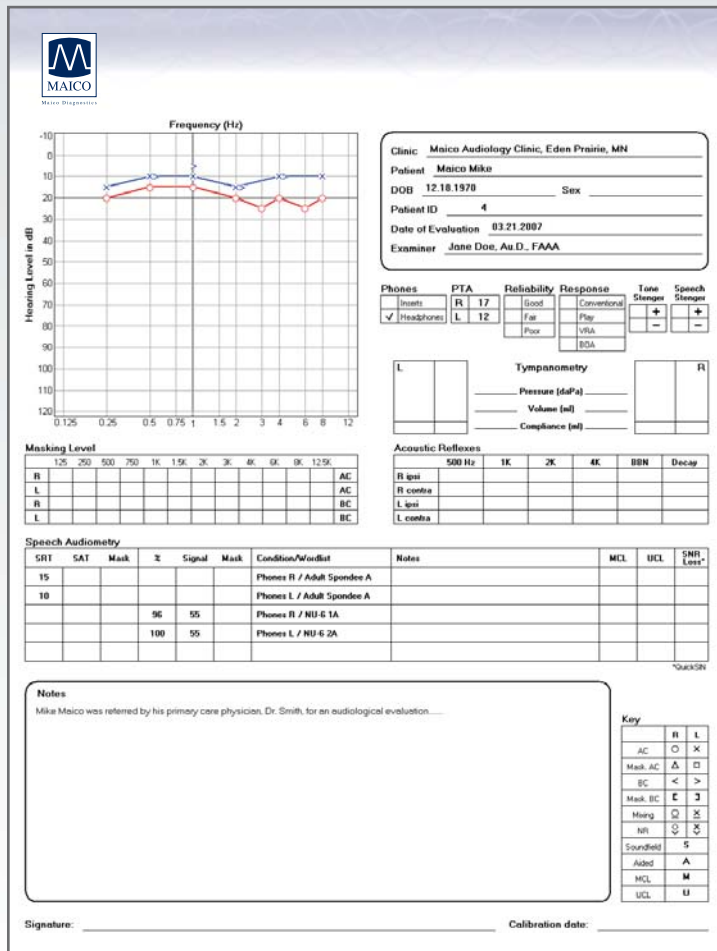 MAICO
Maico Diagnostics
Frequency (Hz)
Hearing Level in dB
-10
0
10
20
30
40
50
60
70
80
90
100
110
120
0.125 0.25 0.5 0.75 1 1.5 2 3 4 6 8 12
Clinic Maico Audiology Clinic, Eden Prairie, MN
Patient Maico Mike
DOB 12.18.1970 Sex
Patient ID 4
Date of Evaluation 03.21.2007
Examiner Jane Doe, Au.D., FAAA
Phones PTA Reliability Response Tone Stenger Speech Stenger
Inserts R 17 Good Conventional + +
✓ Headphones L 12 Fair Play − −
Poor VRA
BOA
L Tympanometry R
Pressure (daPa)
Volume (ml)
Compliance (ml)
Masking Level
125 250 500 750 1K 1.5K 2K 3K 4K 6K 8K 12.5K
R AC
L AC
R BC
L BC
Acoustic Reflexes
500 Hz 1K 2K 4K BBN Decay
R ipsi
R contra
L ipsi
L contra
Speech Audiometry
SRT SAT Mask % Signal Mask Condition/Wordlist Notes MCL UCL SNR Loss*
15 Phones R / Adult Spondee A
10 Phones L / Adult Spondee A
96 55 Phones R / NU-6 1A
100 55 Phones L / NU-6 2A
*QuickSIN
Notes
Mike Maico was referred by his primary care physician, Dr. Smith, for an audiological evaluation......
Key
R L
AC O ×
Mask. AC △ □
BC < >
Mask. BC [ ]
Mixing
NR
Soundfield S
Aided A
MCL M
UCL U
Signature: Calibration date: